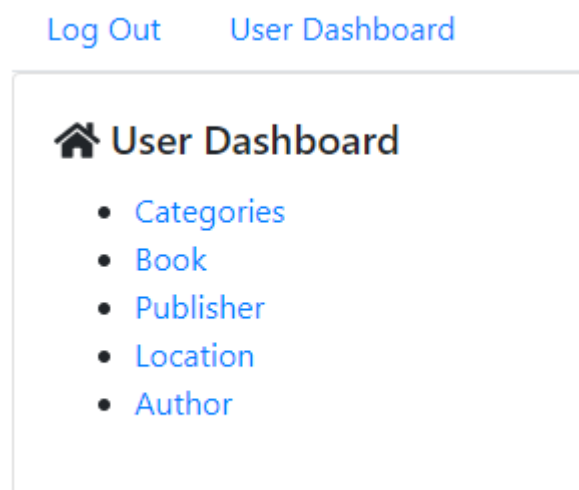 Log Out User Dashboard
User Dashboard
Categories
Book
Publisher
Location
Author